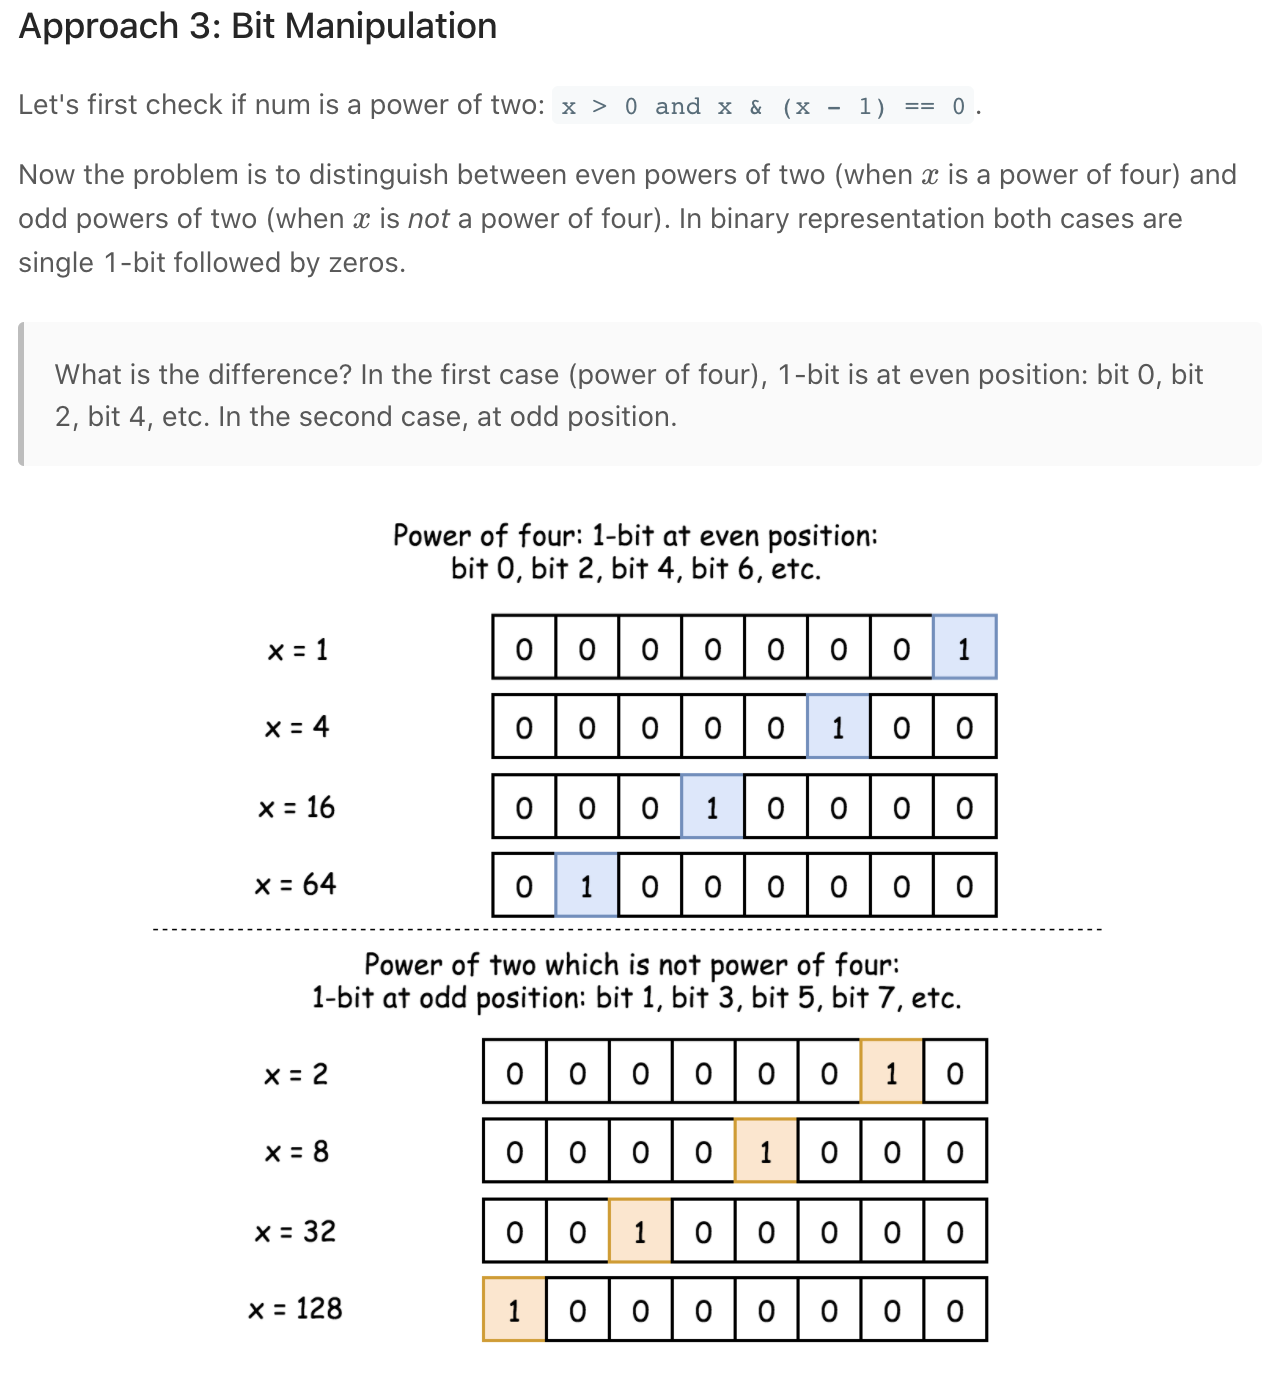 Approach 3: Bit Manipulation
Let's first check if num is a power of two: x > 0 and x & (x - 1) == 0.
Now the problem is to distinguish between even powers of two (when x is a power of four) and
odd powers of two (when x is not a power of four). In binary representation both cases are
single 1-bit followed by zeros.
What is the difference? In the first case (power of four), 1-bit is at even position: bit 0, bit
2, bit 4, etc. In the second case, at odd position.
Power of four: 1-bit at even position:
bit 0, bit 2, bit 4, bit 6, etc.
x = 1 0 0 0 0 0 0 0 1
x = 4 0 0 0 0 0 1 0 0
x = 16 0 0 0 1 0 0 0 0
x = 64 0 1 0 0 0 0 0 0
Power of two which is not power of four:
1-bit at odd position: bit 1, bit 3, bit 5, bit 7, etc.
x = 2 0 0 0 0 0 0 1 0
x = 8 0 0 0 0 1 0 0 0
x = 32 0 0 1 0 0 0 0 0
x = 128 1 0 0 0 0 0 0 0